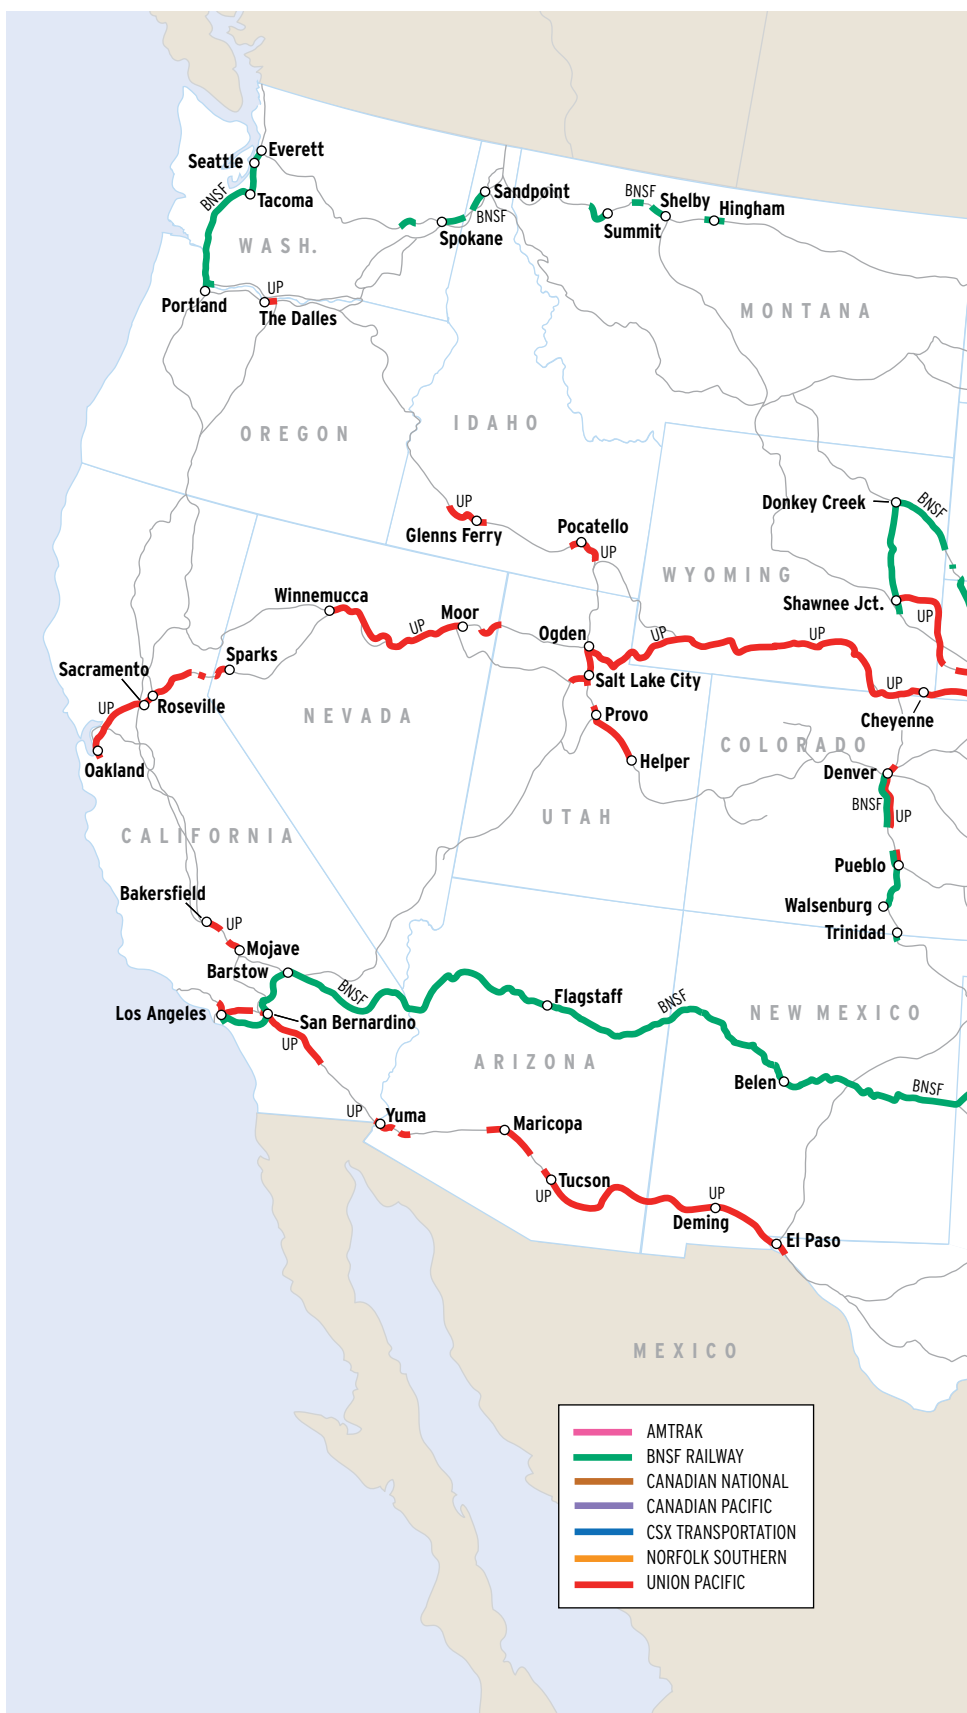 Everett
Seattle
BNSF
Tacoma
WASH.
Sandpoint
BNSF
Spokane
BNSF
Shelby
Hingham
Summit
Portland
UP
The Dalles
MONTANA
OREGON
IDAHO
UP
Glenns Ferry
Pocatello
UP
Donkey Creek
BNSF
WYOMING
Shawnee Jct.
UP
Winnemucca
Moor
UP
Ogden
UP
UP
Sparks
Sacramento
UP
Roseville
Oakland
NEVADA
Salt Lake City
UP
Cheyenne
Provo
Helper
COLORADO
Denver
BNSF
UP
UTAH
CALIFORNIA
Pueblo
Walsenburg
Trinidad
Bakersfield
UP
Mojave
Barstow
BNSF
Flagstaff
BNSF
Los Angeles
San Bernardino
UP
NEW MEXICO
ARIZONA
Belen
BNSF
UP
Yuma
Maricopa
Tucson
UP
UP
Deming
El Paso
MEXICO
AMTRAK
BNSF RAILWAY
CANADIAN NATIONAL
CANADIAN PACIFIC
CSX TRANSPORTATION
NORFOLK SOUTHERN
UNION PACIFIC